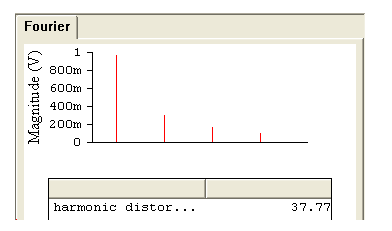 Fourier
Magnitude (V)
1
800m
600m
400m
200m
0
harmonic distor... 37.77